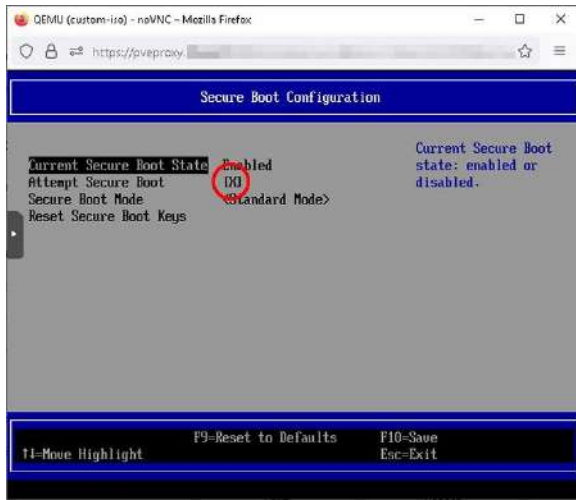 QEMU (custom-iso) - noVNC – Mozilla Firefox
https://pveproxy.
Secure Boot Configuration
Current Secure Boot State Enabled
Attempt Secure Boot [X]
Secure Boot Mode <Standard Mode>
Reset Secure Boot Keys
Current Secure Boot
state: enabled or
disabled.
F9=Reset to Defaults F10=Save
↑↓=Move Highlight Esc=Exit